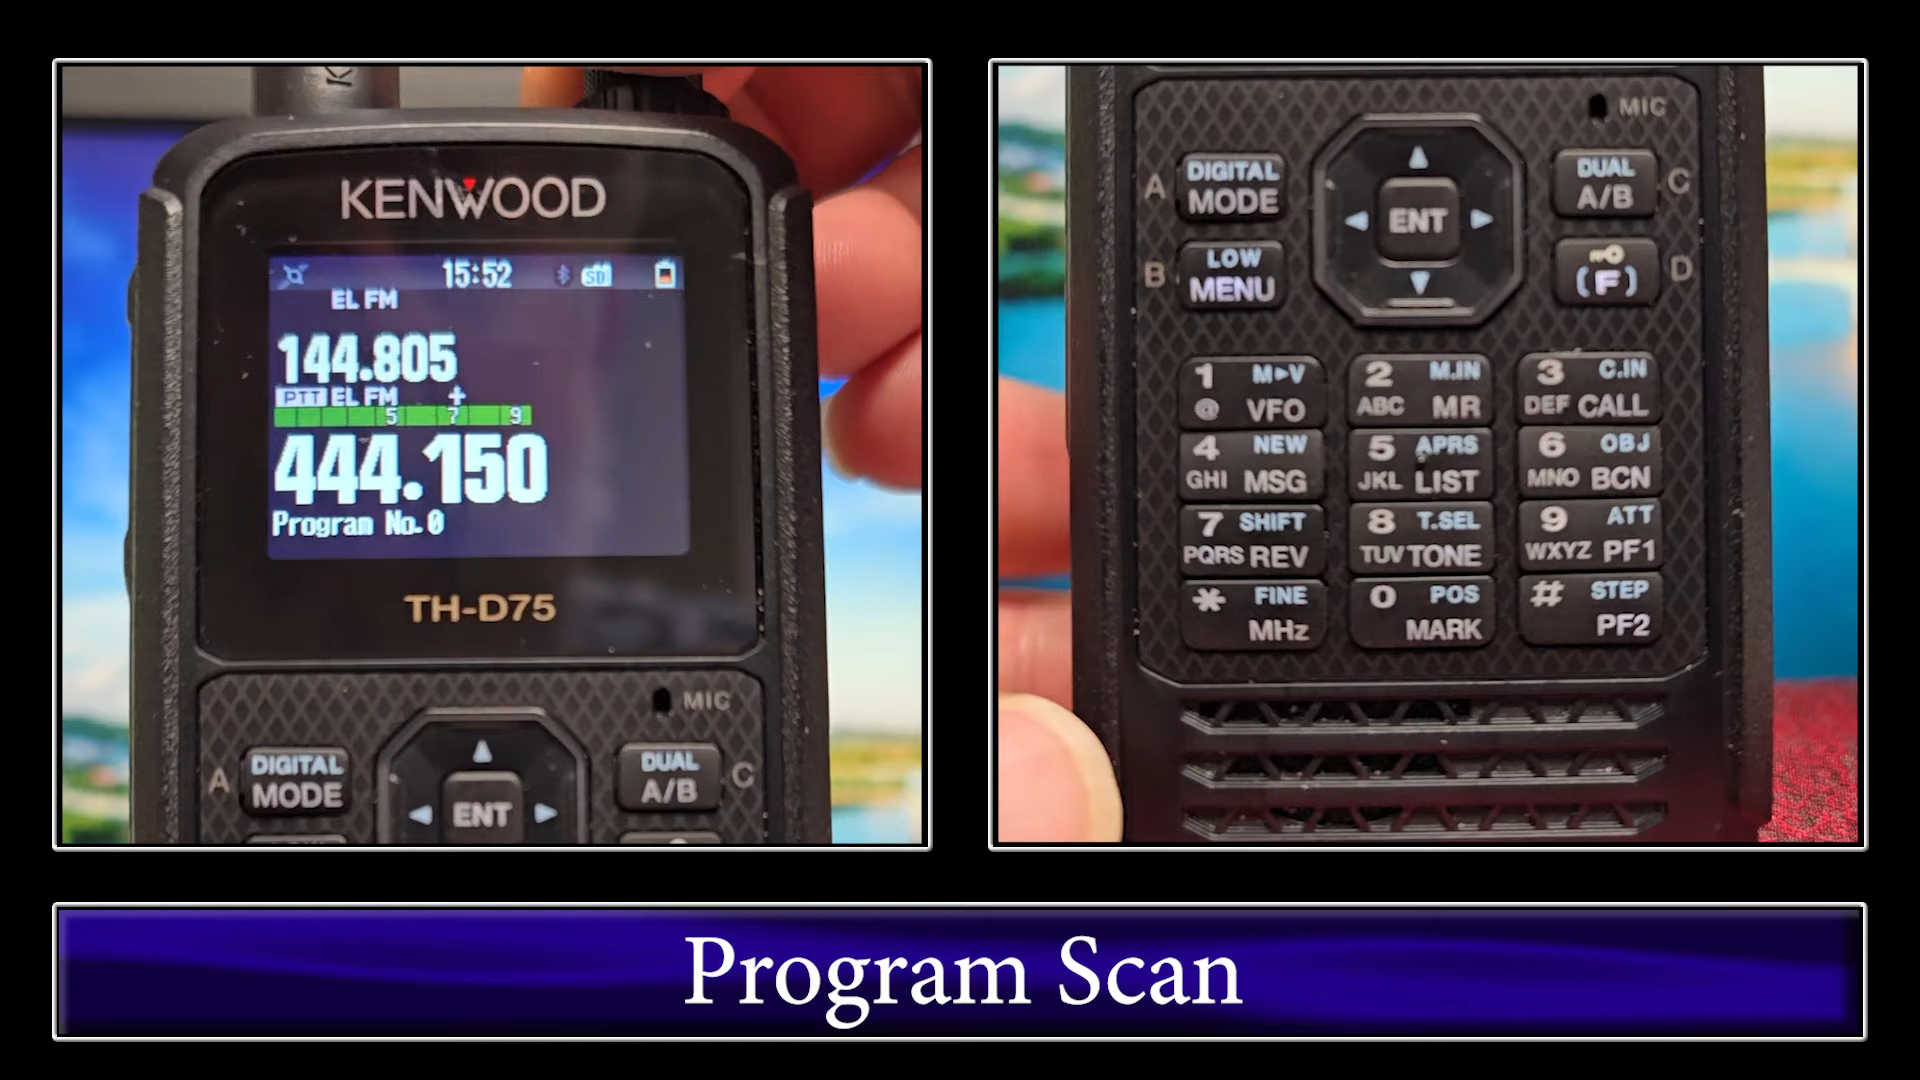 KENWOOD
15:52 SD
EL FM
144.805
PTT EL FM +
5 7 9
444.150
Program No.0
TH-D75
MIC
A DIGITAL MODE
ENT
DUAL A/B C
MIC
A DIGITAL MODE
ENT
DUAL A/B C
B LOW MENU
(F) D
1 M▶V
@ VFO
2 M.IN
ABC MR
3 C.IN
DEF CALL
4 NEW
GHI MSG
5 APRS
JKL LIST
6 OBJ
MNO BCN
7 SHIFT
PQRS REV
8 T.SEL
TUV TONE
9 ATT
WXYZ PF1
* FINE
MHz
0 POS
MARK
# STEP
PF2
Program Scan